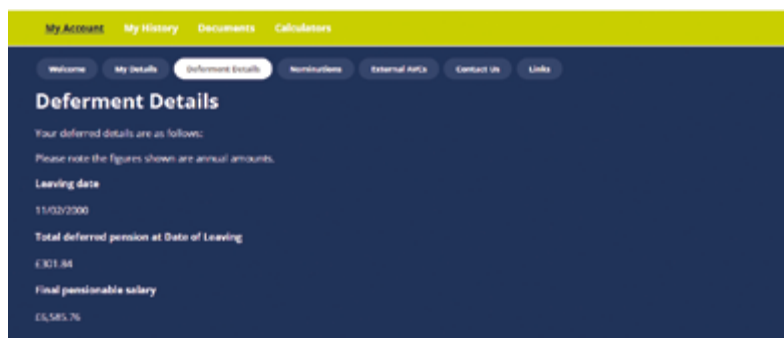 My Account My History Documents Calculators
Welcome My Details Deferment Details Nominations External AVCs Contact Us Links
Deferment Details
Your deferred details are as follows:
Please note the figures shown are annual amounts.
Leaving date
11/02/2000
Total deferred pension at Date of Leaving
£301.84
Final pensionable salary
£6,585.76